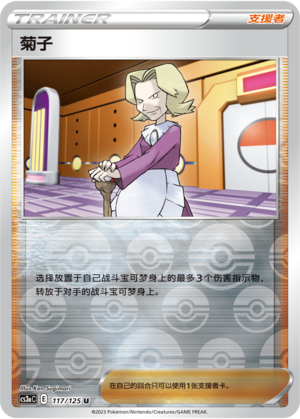 TRAINER
支援者
菊子
选择放置于自己战斗宝可梦身上的最多3个伤害指示物,
转放于对手的战斗宝可梦身上。
Illus. Ken Sugimori
CS3aC E 117/125 U
在自己的回合只可以使用1张支援者卡。
©2023 Pokémon/Nintendo/Creatures/GAME FREAK.